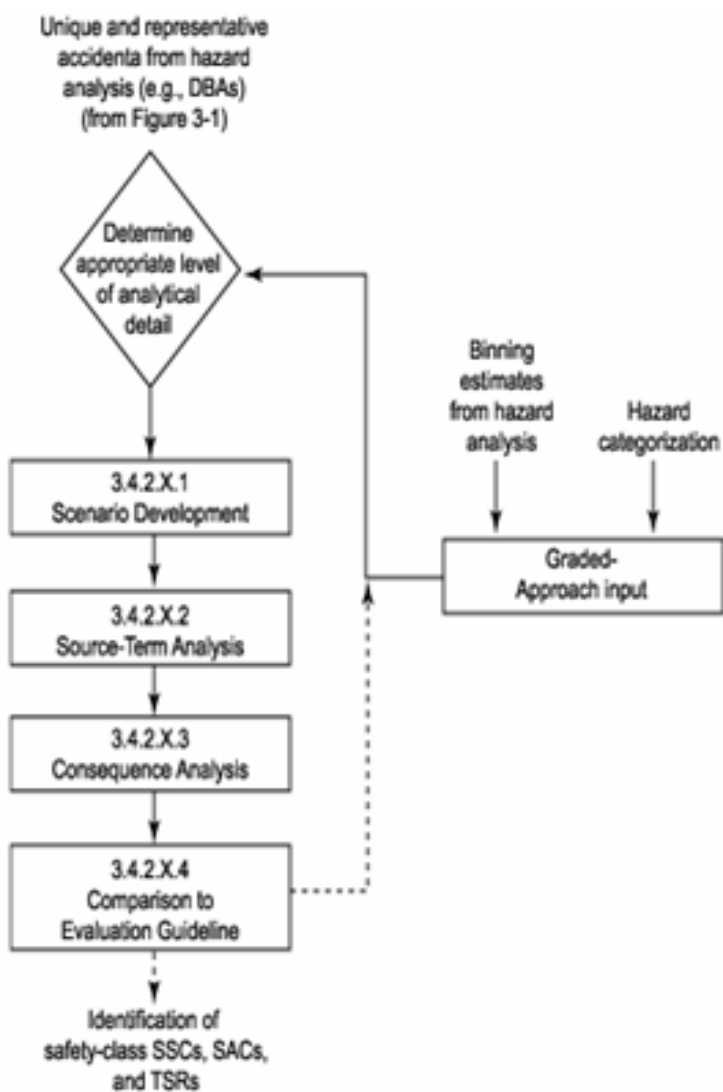 Unique and representative
accidenta from hazard
analysis (e.g., DBAs)
(from Figure 3-1)
Determine
appropriate level
of analytical
detail
Binning
estimates
from hazard
analysis
Hazard
categorization
Graded-
Approach input
3.4.2.X.1
Scenario Development
3.4.2.X.2
Source-Term Analysis
3.4.2.X.3
Consequence Analysis
3.4.2.X.4
Comparison to
Evaluation Guideline
Identification of
safety-class SSCs, SACs,
and TSRs